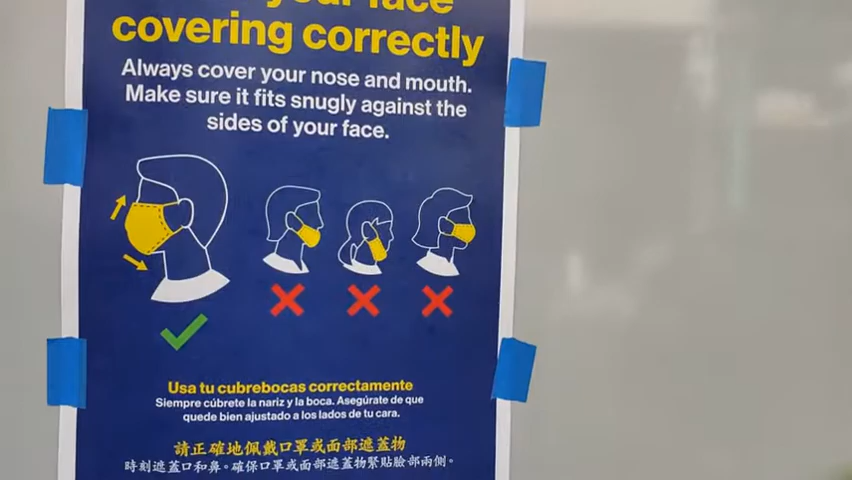 your face
covering correctly
Always cover your nose and mouth.
Make sure it fits snugly against the
sides of your face.
Usa tu cubrebocas correctamente
Siempre cúbrete la nariz y la boca. Asegúrate de que
quede bien ajustado a los lados de tu cara.
請正確地佩戴口罩或面部遮蓋物
時刻遮蓋口和鼻。確保口罩或面部遮蓋物緊貼臉部兩側。